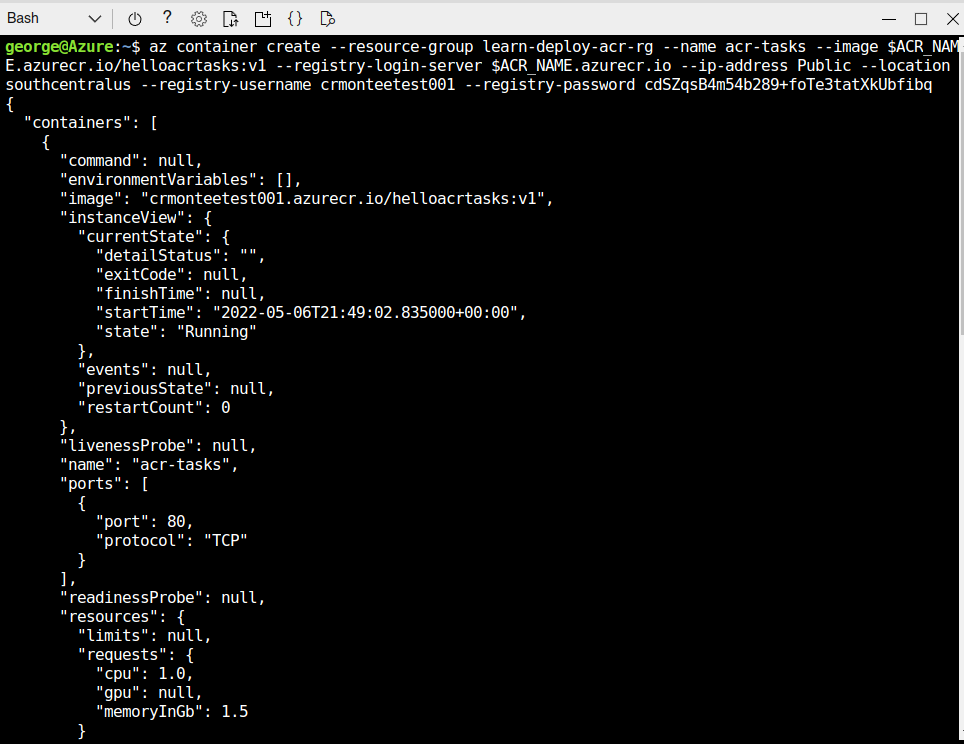 Bash
?
{}
george@Azure:~$ az container create --resource-group learn-deploy-acr-rg --name acr-tasks --image $ACR_NAM
E.azurecr.io/helloacrtasks:v1 --registry-login-server $ACR_NAME.azurecr.io --ip-address Public --location
southcentralus --registry-username crmonteetest001 --registry-password cdSZqsB4m54b289+foTe3tatXkUbfibq
{
  "containers": [
    {
      "command": null,
      "environmentVariables": [],
      "image": "crmonteetest001.azurecr.io/helloacrtasks:v1",
      "instanceView": {
        "currentState": {
          "detailStatus": "",
          "exitCode": null,
          "finishTime": null,
          "startTime": "2022-05-06T21:49:02.835000+00:00",
          "state": "Running"
        },
        "events": null,
        "previousState": null,
        "restartCount": 0
      },
      "livenessProbe": null,
      "name": "acr-tasks",
      "ports": [
        {
          "port": 80,
          "protocol": "TCP"
        }
      ],
      "readinessProbe": null,
      "resources": {
        "limits": null,
        "requests": {
          "cpu": 1.0,
          "gpu": null,
          "memoryInGb": 1.5
        }